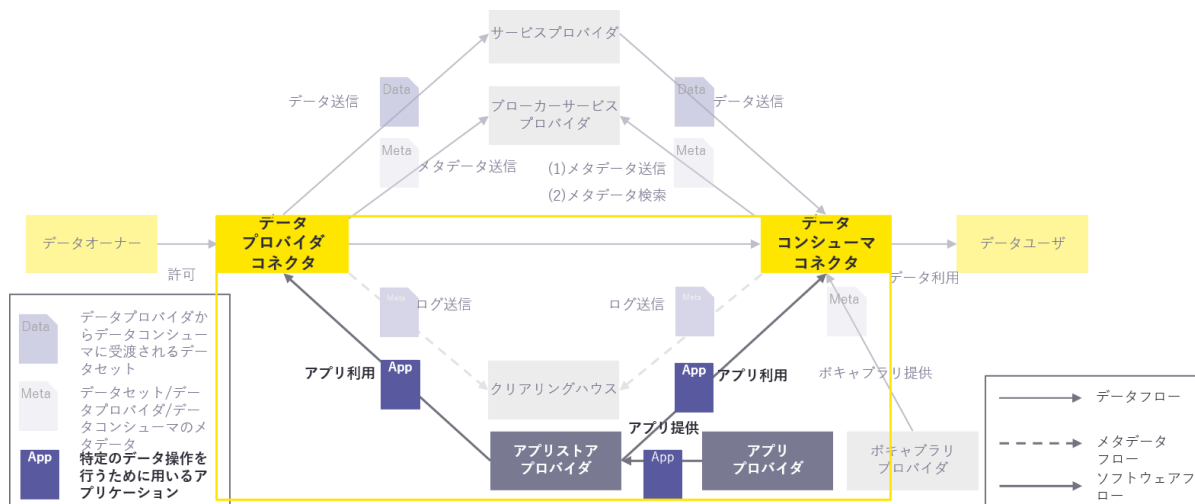 サービスプロバイダ
Data
データ送信
Data
データ送信
ブローカーサービス
プロバイダ
Meta
メタデータ送信
Meta
(1)メタデータ送信
(2)メタデータ検索
データオーナー
許可
データ
プロバイダ
コネクタ
データ
コンシューマ
コネクタ
データユーザ
データ利用
Meta
ログ送信
ログ送信
Meta
Meta
ボキャブラリ提供
アプリ利用
App
クリアリングハウス
App
アプリ利用
アプリ提供
アプリストア
プロバイダ
App
アプリ
プロバイダ
ボキャブラリ
プロバイダ
Data
データプロバイダか
らデータコンシュー
マに受渡されるデー
タセット
Meta
データセット/デー
タプロバイダ/デー
タコンシューマのメ
タデータ
App
特定のデータ操作を
行うために用いるア
プリケーション
データフロー
メタデータ
フロー
ソフトウェアフ
ロー